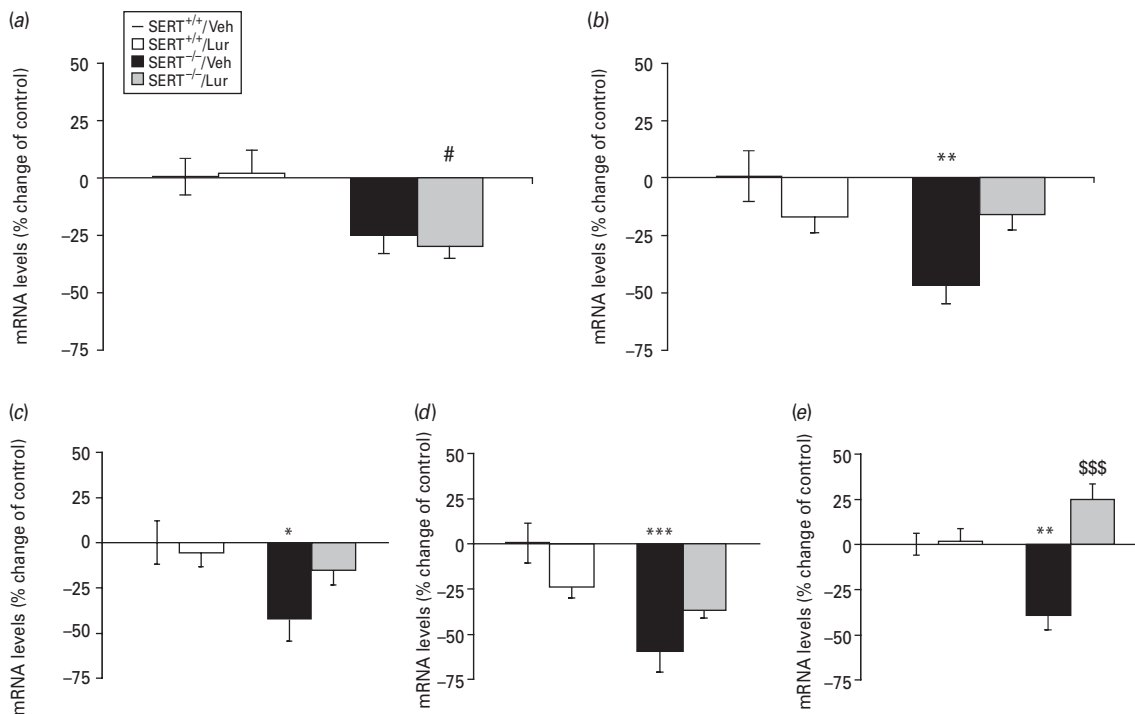 (a)
SERT+/+/Veh
SERT+/+/Lur
SERT−/−/Veh
SERT−/−/Lur
mRNA levels (% change of control)
50
25
0
−25
−50
−75
#
(b)
mRNA levels (% change of control)
50
25
0
−25
−50
−75
**
(c)
mRNA levels (% change of control)
50
25
0
−25
−50
−75
*
(d)
mRNA levels (% change of control)
50
25
0
−25
−50
−75
***
(e)
mRNA levels (% change of control)
50
25
0
−25
−50
−75
**
$$$